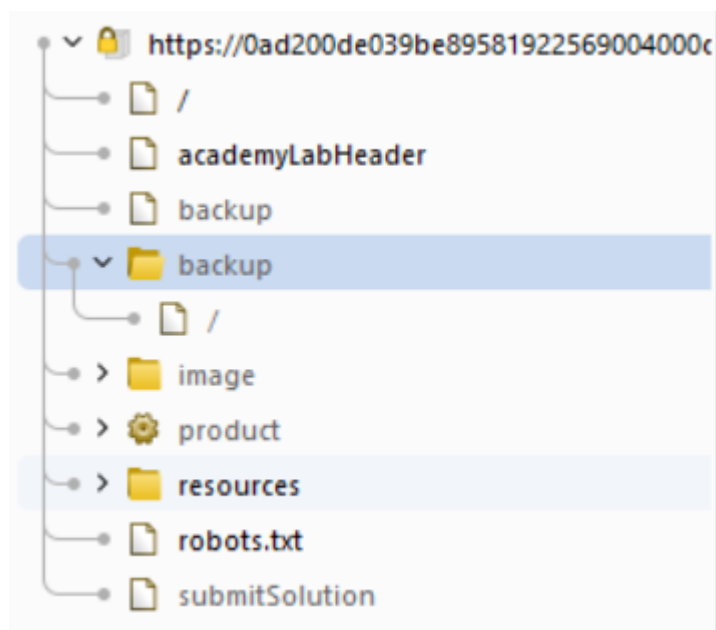 https://0ad200de039be89581922569004000c
/
academyLabHeader
backup
backup
/
image
product
resources
robots.txt
submitSolution